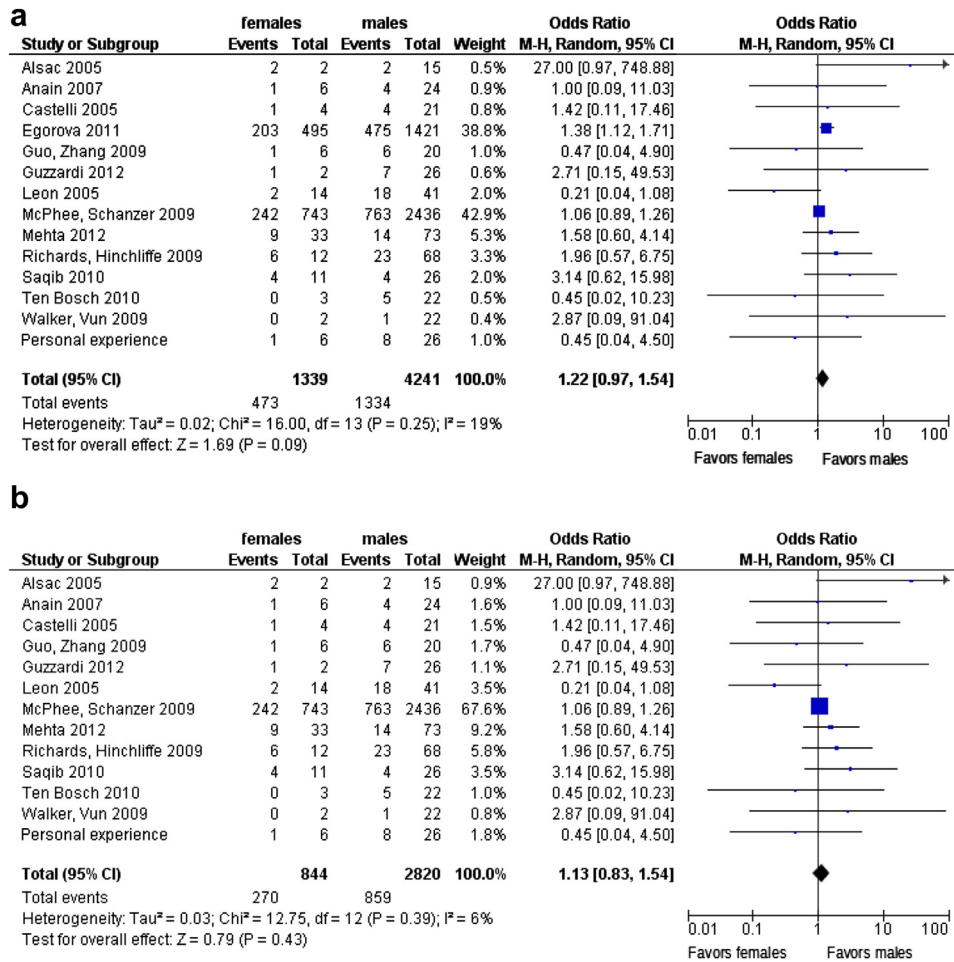 a
females males Odds Ratio Odds Ratio
Study or Subgroup Events Total Events Total Weight M-H, Random, 95% CI M-H, Random, 95% CI
Alsac 2005 2 2 2 15 0.5% 27.00 [0.97, 748.88]
Anain 2007 1 6 4 24 0.9% 1.00 [0.09, 11.03]
Castelli 2005 1 4 4 21 0.8% 1.42 [0.11, 17.46]
Egorova 2011 203 495 475 1421 38.8% 1.38 [1.12, 1.71]
Guo, Zhang 2009 1 6 6 20 1.0% 0.47 [0.04, 4.90]
Guzzardi 2012 1 2 7 26 0.6% 2.71 [0.15, 49.53]
Leon 2005 2 14 18 41 2.0% 0.21 [0.04, 1.08]
McPhee, Schanzer 2009 242 743 763 2436 42.9% 1.06 [0.89, 1.26]
Mehta 2012 9 33 14 73 5.3% 1.58 [0.60, 4.14]
Richards, Hinchliffe 2009 6 12 23 68 3.3% 1.96 [0.57, 6.75]
Saqib 2010 4 11 4 26 2.0% 3.14 [0.62, 15.98]
Ten Bosch 2010 0 3 5 22 0.5% 0.45 [0.02, 10.23]
Walker, Vun 2009 0 2 1 22 0.4% 2.87 [0.09, 91.04]
Personal experience 1 6 8 26 1.0% 0.45 [0.04, 4.50]
Total (95% CI) 1339 4241 100.0% 1.22 [0.97, 1.54]
Total events 473 1334
Heterogeneity: Tau² = 0.02; Chi² = 16.00, df = 13 (P = 0.25); I² = 19%
Test for overall effect: Z = 1.69 (P = 0.09)
0.01 0.1 1 10 100
Favors females Favors males
b
females males Odds Ratio Odds Ratio
Study or Subgroup Events Total Events Total Weight M-H, Random, 95% CI M-H, Random, 95% CI
Alsac 2005 2 2 2 15 0.9% 27.00 [0.97, 748.88]
Anain 2007 1 6 4 24 1.6% 1.00 [0.09, 11.03]
Castelli 2005 1 4 4 21 1.5% 1.42 [0.11, 17.46]
Guo, Zhang 2009 1 6 6 20 1.7% 0.47 [0.04, 4.90]
Guzzardi 2012 1 2 7 26 1.1% 2.71 [0.15, 49.53]
Leon 2005 2 14 18 41 3.5% 0.21 [0.04, 1.08]
McPhee, Schanzer 2009 242 743 763 2436 67.6% 1.06 [0.89, 1.26]
Mehta 2012 9 33 14 73 9.2% 1.58 [0.60, 4.14]
Richards, Hinchliffe 2009 6 12 23 68 5.8% 1.96 [0.57, 6.75]
Saqib 2010 4 11 4 26 3.5% 3.14 [0.62, 15.98]
Ten Bosch 2010 0 3 5 22 1.0% 0.45 [0.02, 10.23]
Walker, Vun 2009 0 2 1 22 0.8% 2.87 [0.09, 91.04]
Personal experience 1 6 8 26 1.8% 0.45 [0.04, 4.50]
Total (95% CI) 844 2820 100.0% 1.13 [0.83, 1.54]
Total events 270 859
Heterogeneity: Tau² = 0.03; Chi² = 12.75, df = 12 (P = 0.39); I² = 6%
Test for overall effect: Z = 0.79 (P = 0.43)
0.01 0.1 1 10 100
Favors females Favors males